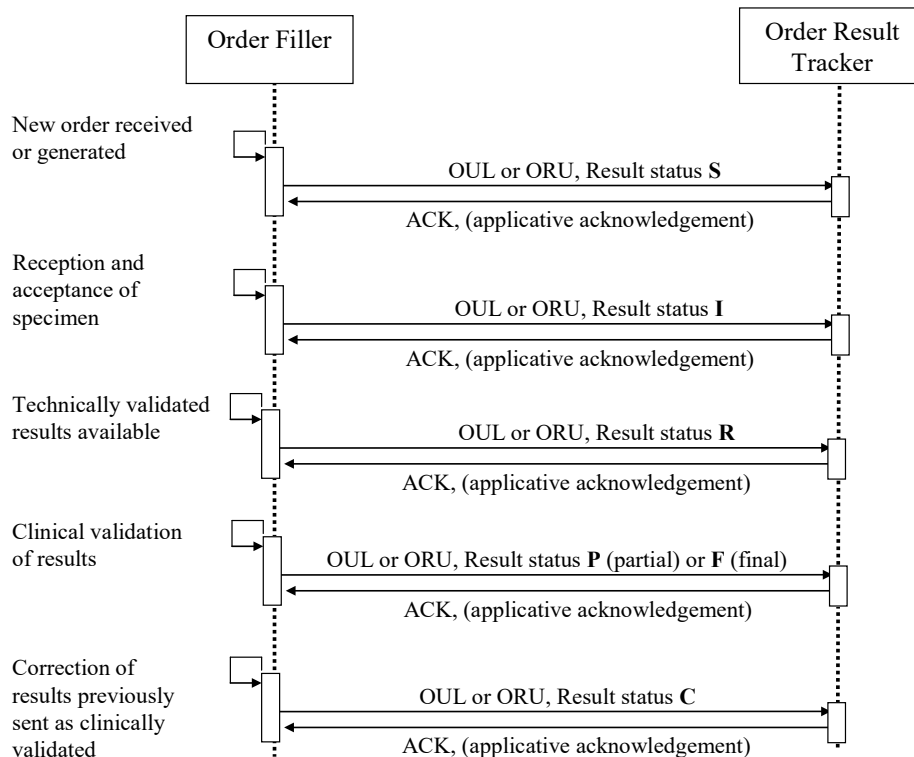 Order Filler
Order Result
Tracker
New order received
or generated
OUL or ORU, Result status S
ACK, (applicative acknowledgement)
Reception and
acceptance of
specimen
OUL or ORU, Result status I
ACK, (applicative acknowledgement)
Technically validated
results available
OUL or ORU, Result status R
ACK, (applicative acknowledgement)
Clinical validation
of results
OUL or ORU, Result status P (partial) or F (final)
ACK, (applicative acknowledgement)
Correction of
results previously
sent as clinically
validated
OUL or ORU, Result status C
ACK, (applicative acknowledgement)